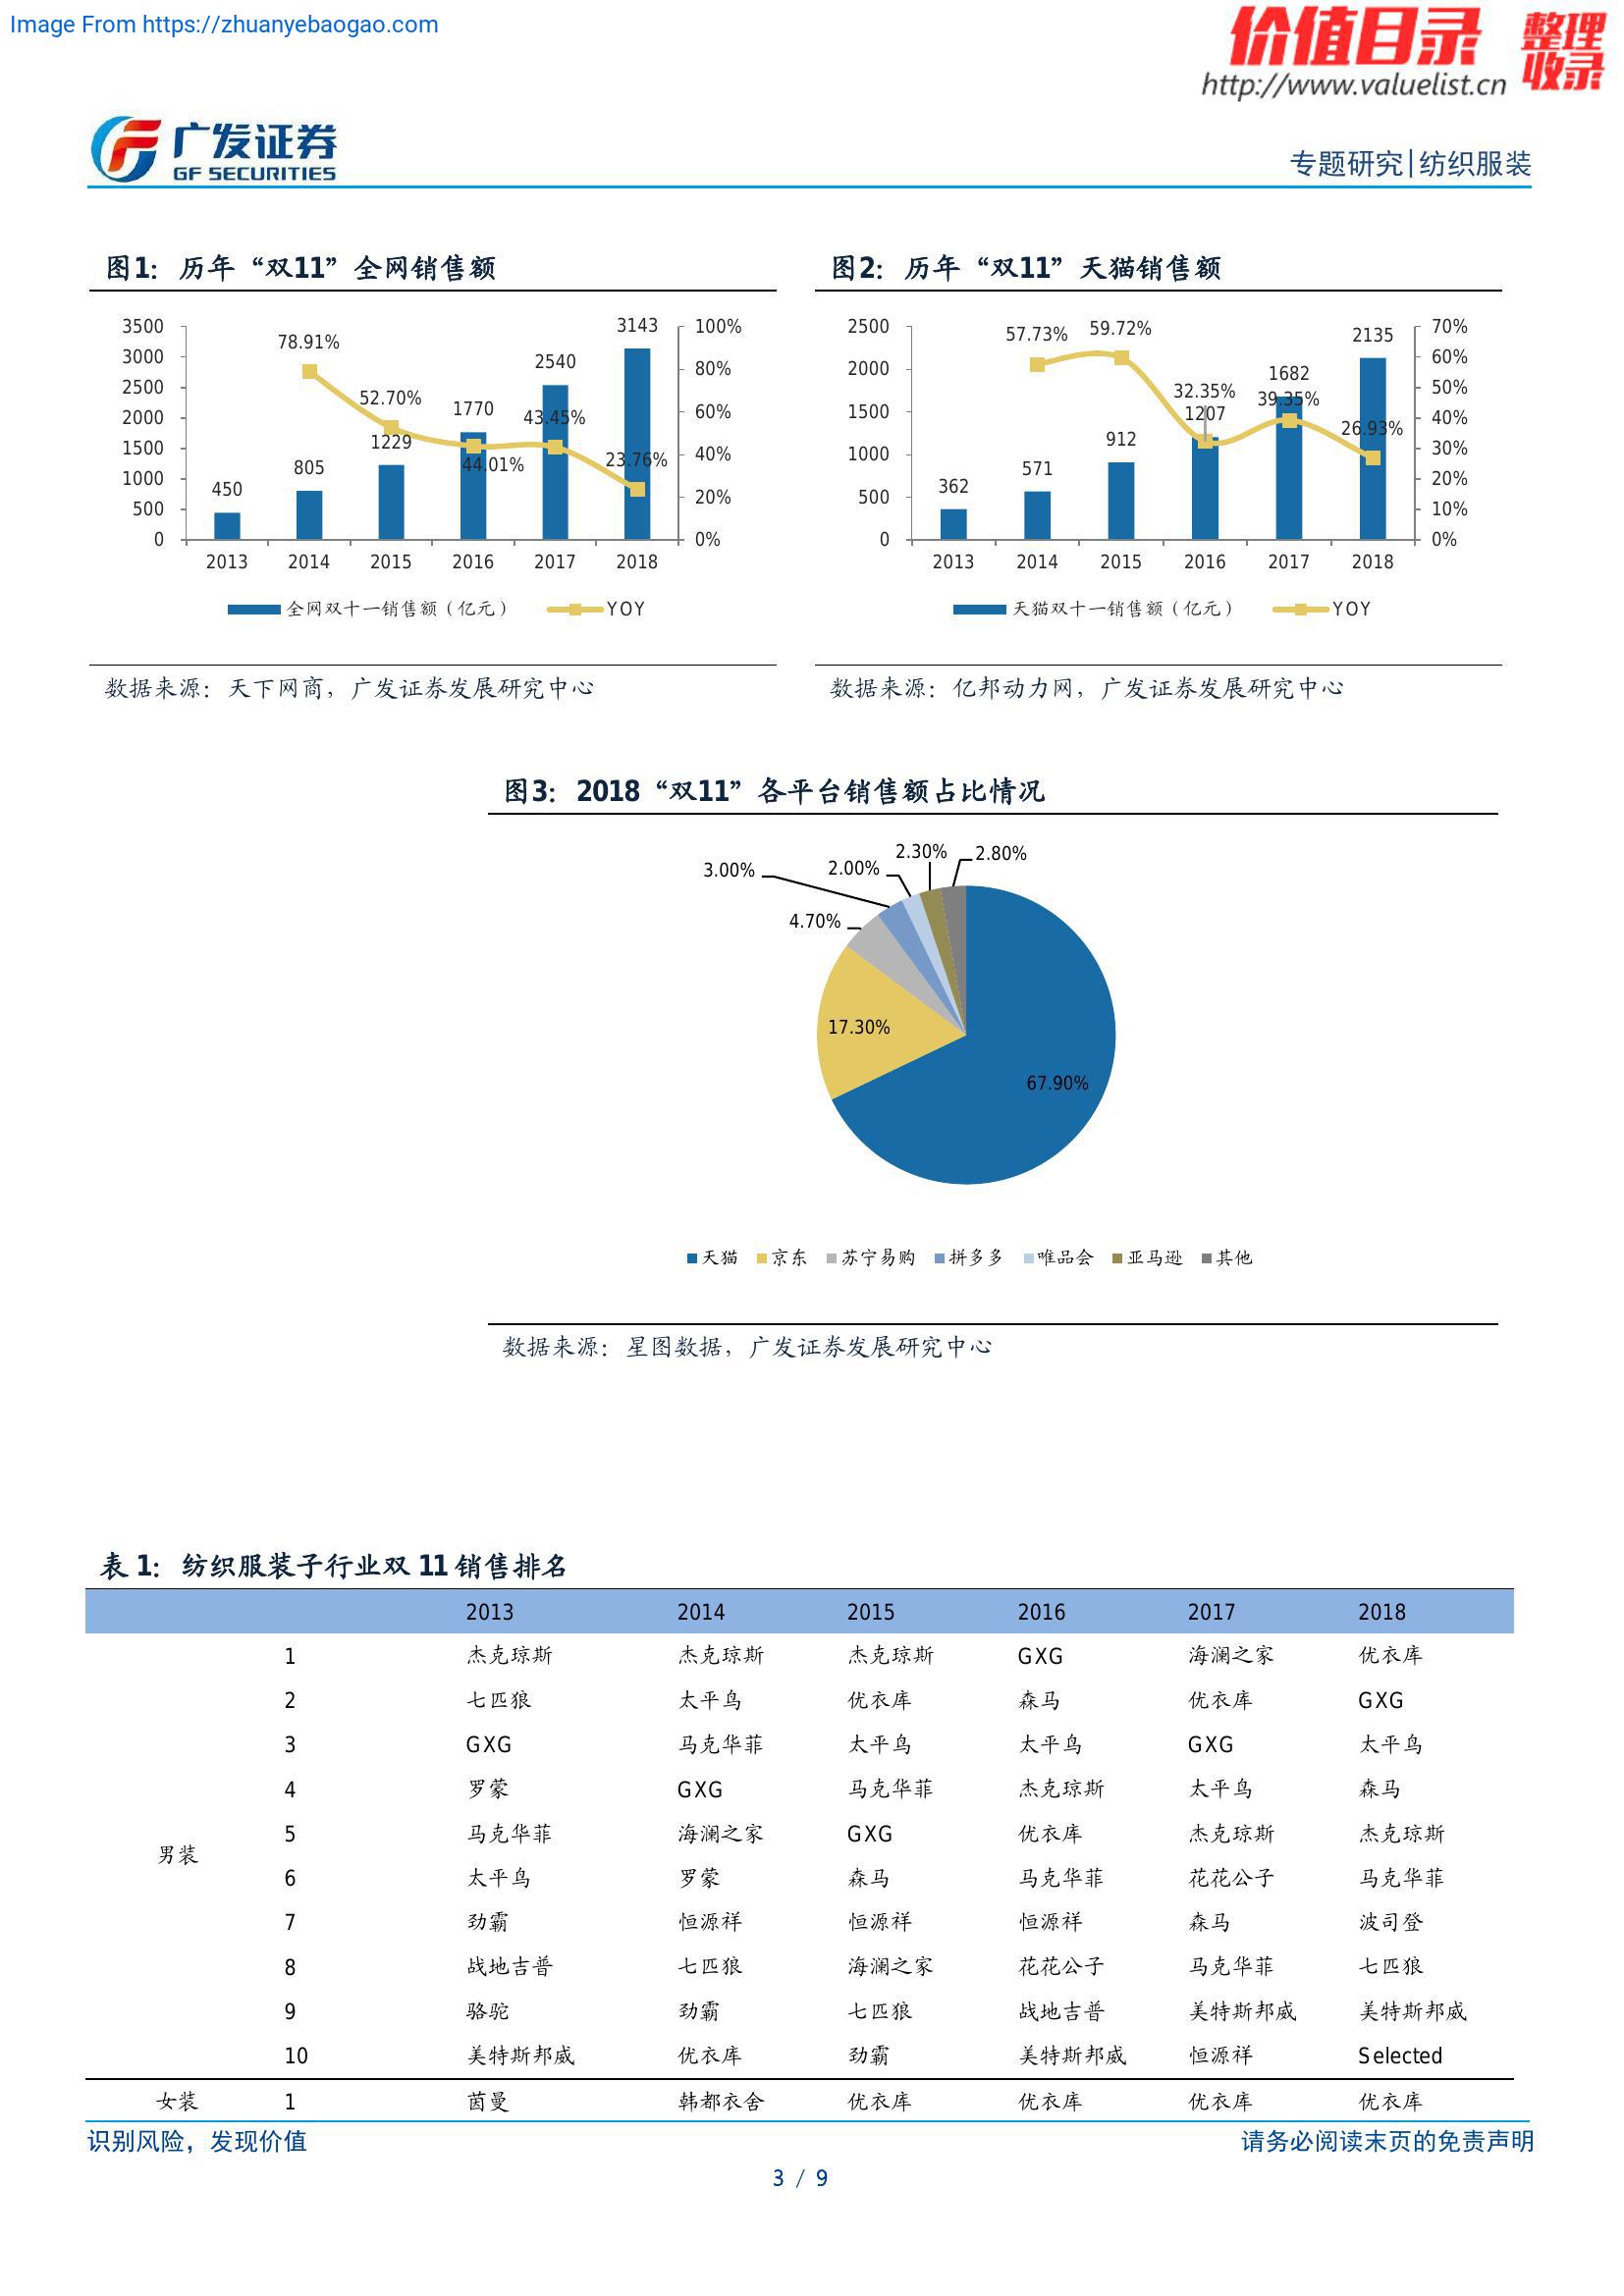 Image From https://zhuanyebaogao.com
价值目录 整理收录
http://www.valuelist.cn
广发证券
GF SECURITIES
专题研究|纺织服装
图1：历年“双11”全网销售额
3500
3000
2500
2000
1500
1000
500
0
100%
80%
60%
40%
20%
0%
450
805
1229
1770
2540
3143
78.91%
52.70%
44.01%
43.45%
23.76%
2013 2014 2015 2016 2017 2018
全网双十一销售额（亿元） YOY
数据来源：天下网商，广发证券发展研究中心
图2：历年“双11”天猫销售额
2500
2000
1500
1000
500
0
70%
60%
50%
40%
30%
20%
10%
0%
362
571
912
1207
1682
2135
57.73%
59.72%
32.35%
39.35%
26.93%
2013 2014 2015 2016 2017 2018
天猫双十一销售额（亿元） YOY
数据来源：亿邦动力网，广发证券发展研究中心
图3：2018“双11”各平台销售额占比情况
67.90%
17.30%
4.70%
3.00%
2.00%
2.30%
2.80%
天猫 京东 苏宁易购 拼多多 唯品会 亚马逊 其他
数据来源：星图数据，广发证券发展研究中心
表 1：纺织服装子行业双 11 销售排名
2013 2014 2015 2016 2017 2018
1 杰克琼斯 杰克琼斯 杰克琼斯 GXG 海澜之家 优衣库
2 七匹狼 太平鸟 优衣库 森马 优衣库 GXG
3 GXG 马克华菲 太平鸟 太平鸟 GXG 太平鸟
4 罗蒙 GXG 马克华菲 杰克琼斯 太平鸟 森马
男装
5 马克华菲 海澜之家 GXG 优衣库 杰克琼斯 杰克琼斯
6 太平鸟 罗蒙 森马 马克华菲 花花公子 马克华菲
7 劲霸 恒源祥 恒源祥 恒源祥 森马 波司登
8 战地吉普 七匹狼 海澜之家 花花公子 马克华菲 七匹狼
9 骆驼 劲霸 七匹狼 战地吉普 美特斯邦威 美特斯邦威
10 美特斯邦威 优衣库 劲霸 美特斯邦威 恒源祥 Selected
女装 1 茵曼 韩都衣舍 优衣库 优衣库 优衣库 优衣库
识别风险，发现价值
请务必阅读末页的免责声明
3 / 9